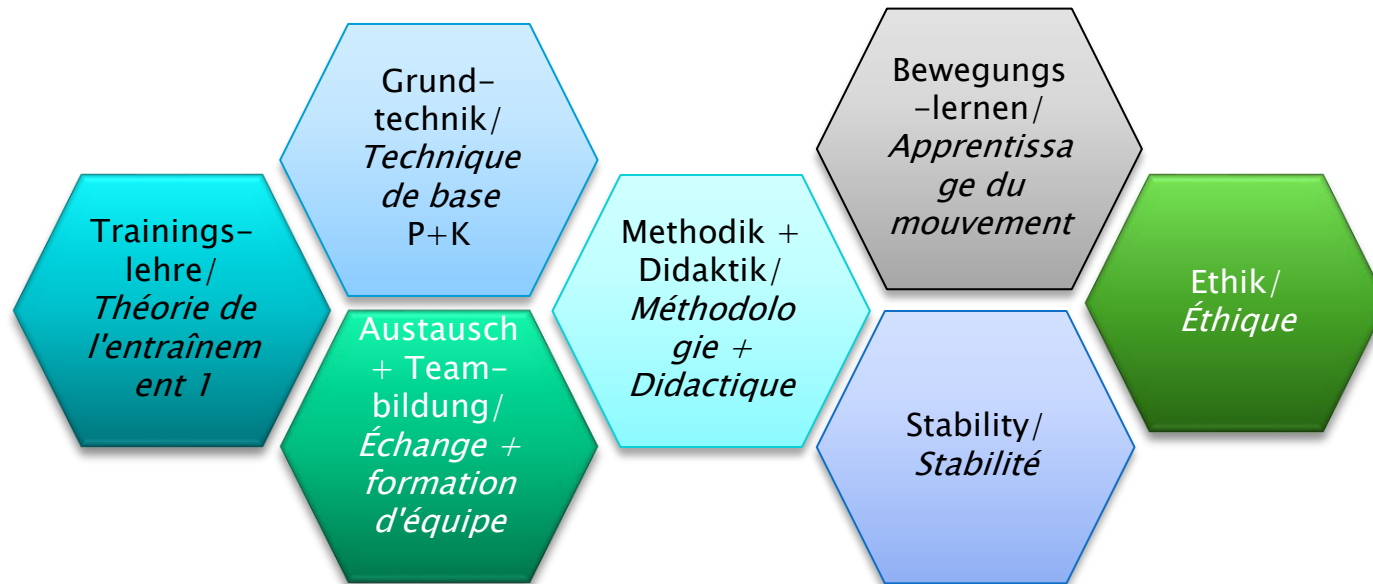 Trainings-
lehre/
Théorie de
l'entraînem
ent 1
Grund-
technik/
Technique
de base
P+K
Austausch
+ Team-
bildung/
Échange +
formation
d'équipe
Methodik +
Didaktik/
Méthodolo
gie +
Didactique
Bewegungs
-lernen/
Apprentissa
ge du
mouvement
Stability/
Stabilité
Ethik/
Éthique